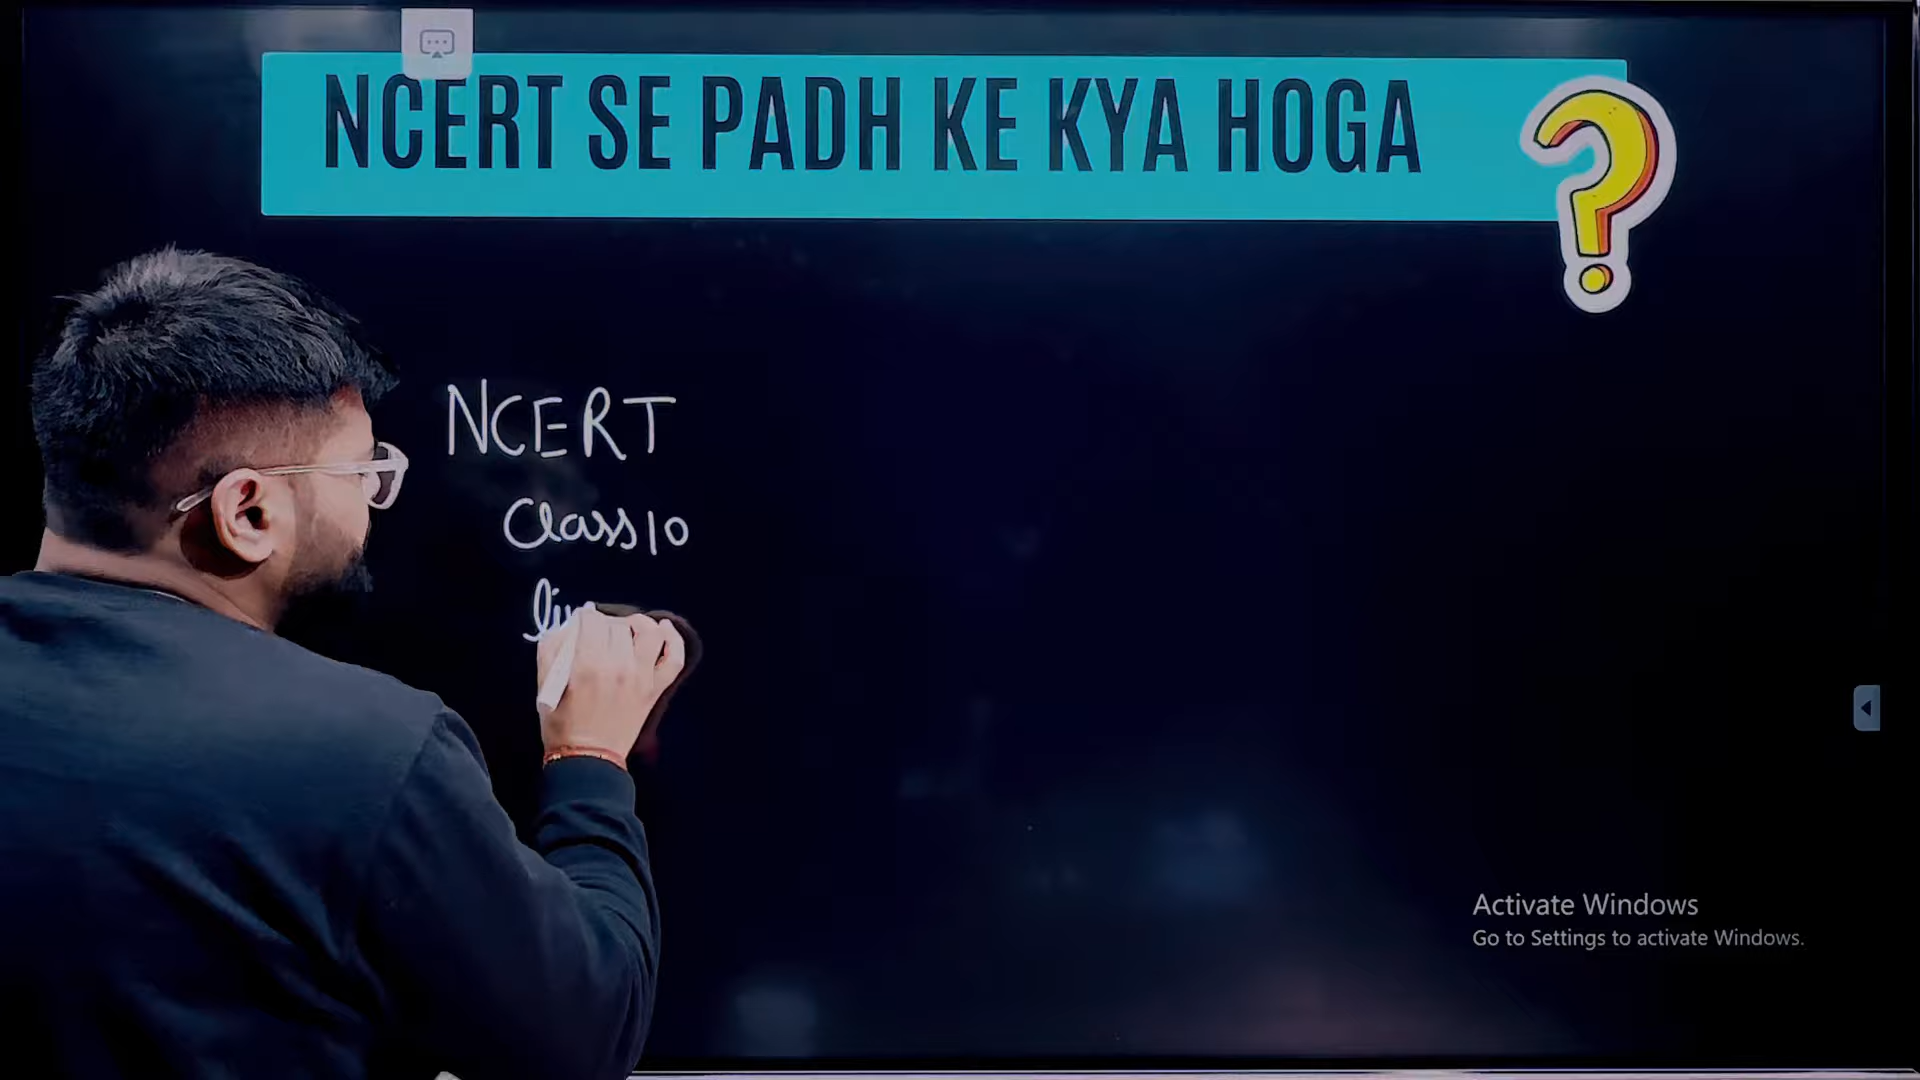 NCERT SE PADH KE KYA HOGA ?
NCERT
Class 10
Activate Windows
Go to Settings to activate Windows.